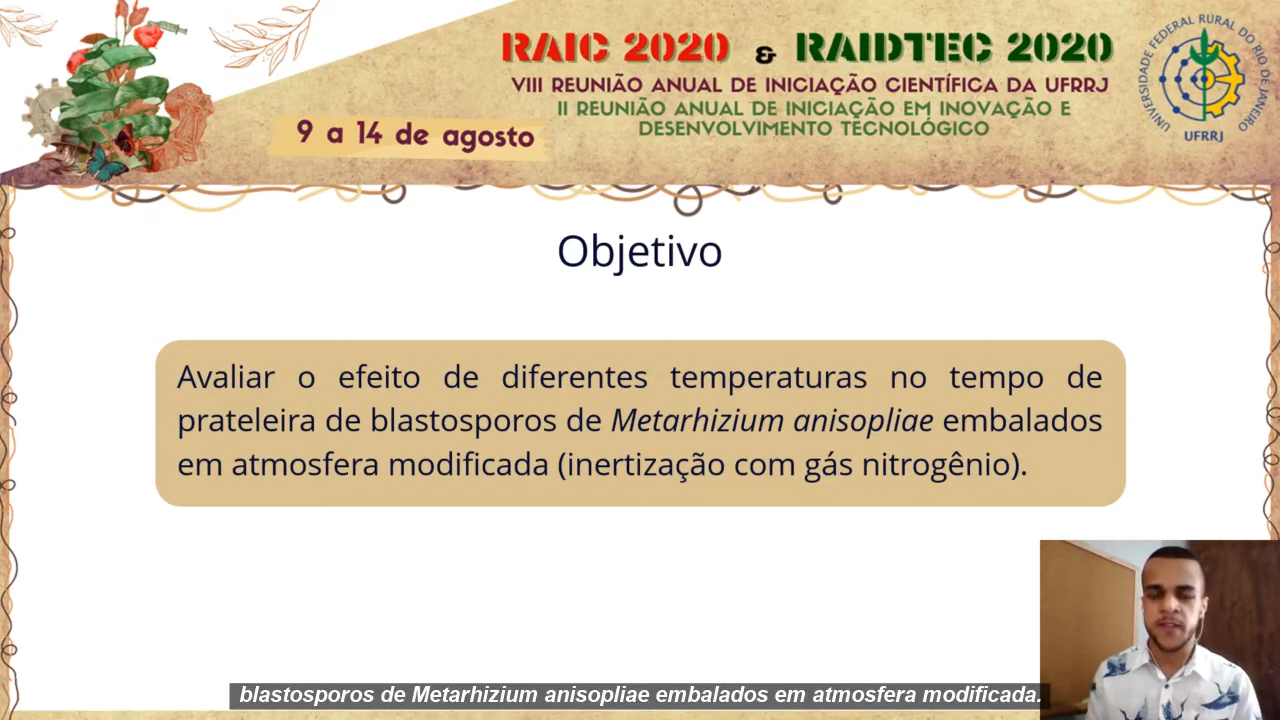 RAIC 2020 & RAIDTEC 2020
VIII REUNIÃO ANUAL DE INICIAÇÃO CIENTÍFICA DA UFRRJ
II REUNIÃO ANUAL DE INICIAÇÃO EM INOVAÇÃO E
DESENVOLVIMENTO TECNOLÓGICO
9 a 14 de agosto
UNIVERSIDADE FEDERAL RURAL DO RIO DE JANEIRO
UFRRJ
Objetivo
Avaliar o efeito de diferentes temperaturas no tempo de
prateleira de blastosporos de Metarhizium anisopliae embalados
em atmosfera modificada (inertização com gás nitrogênio).
blastosporos de Metarhizium anisopliae embalados em atmosfera modificada.